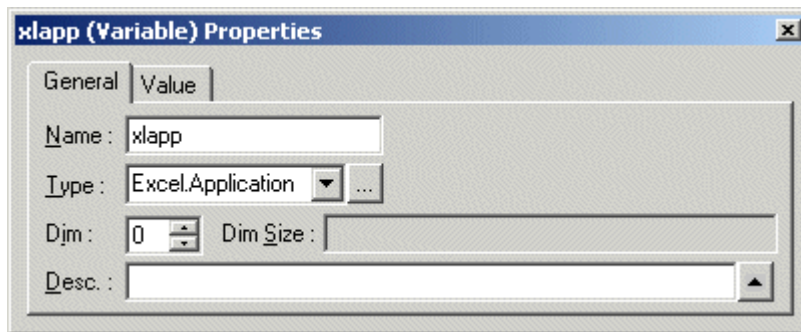 xlapp (Variable) Properties
General Value
Name : xlapp
Type : Excel.Application ...
Dim : 0 Dim Size :
Desc. :